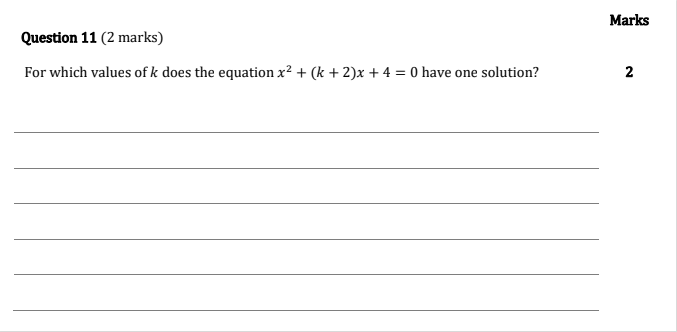 Marks
Question 11 (2 marks)
For which values of k does the equation x² + (k + 2)x + 4 = 0 have one solution? 2